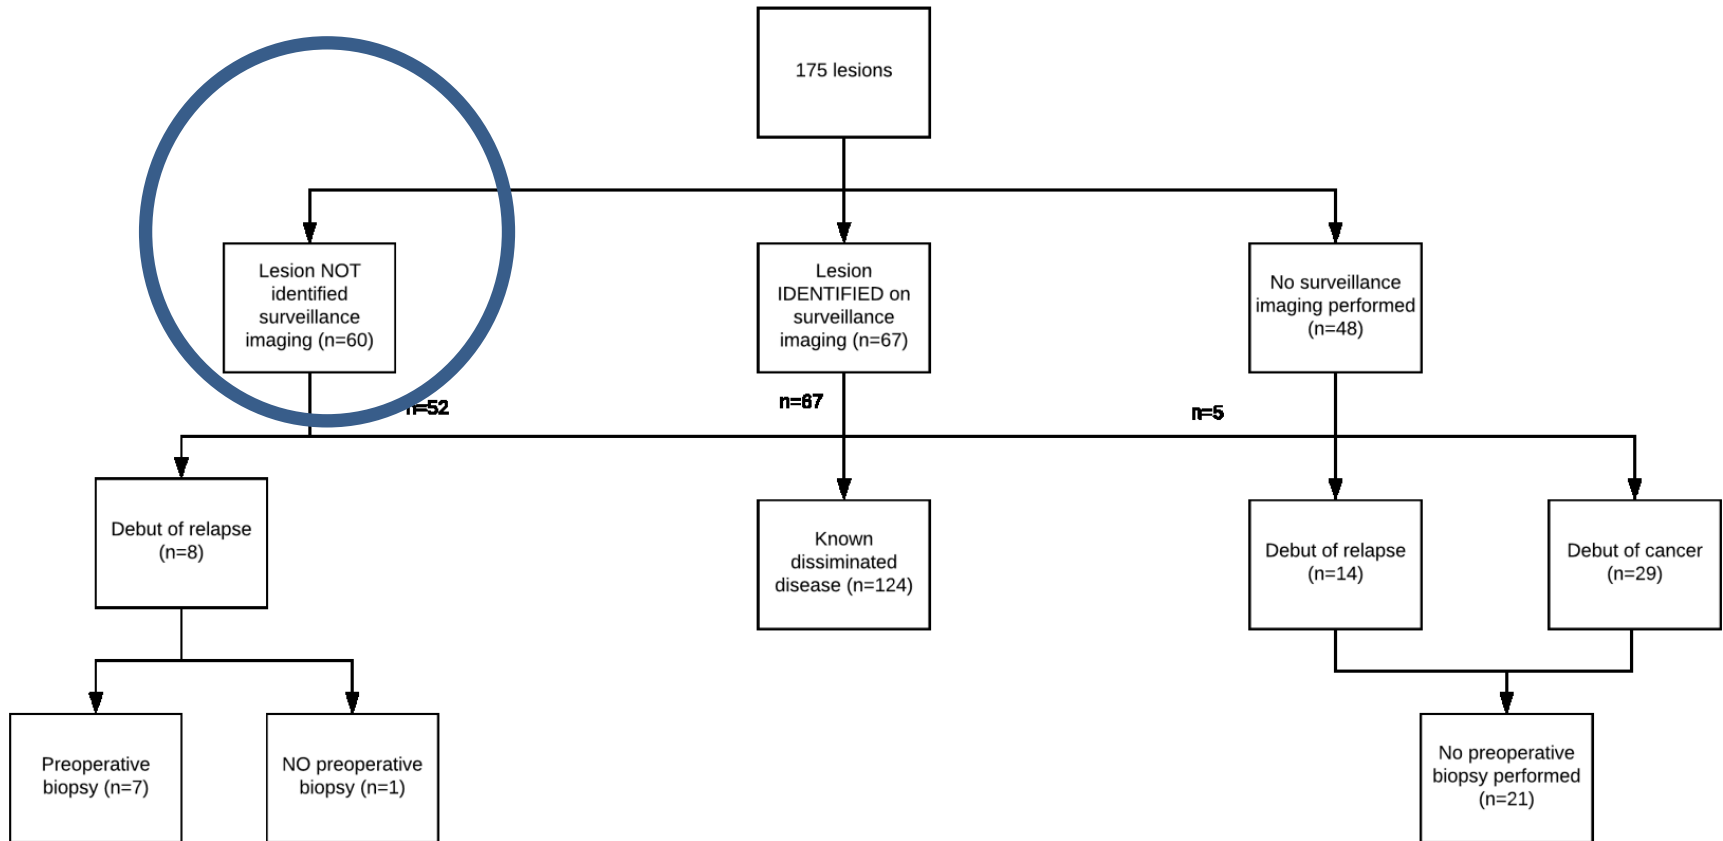 175 lesions
Lesion NOT
identified
surveillance
imaging (n=60)
Lesion
IDENTIFIED on
surveillance
imaging (n=67)
No surveillance
imaging performed
(n=48)
n=52
n=67
n=5
Debut of relapse
(n=8)
Known
dissiminated
disease (n=124)
Debut of relapse
(n=14)
Debut of cancer
(n=29)
Preoperative
biopsy (n=7)
NO preoperative
biopsy (n=1)
No preoperative
biopsy performed
(n=21)